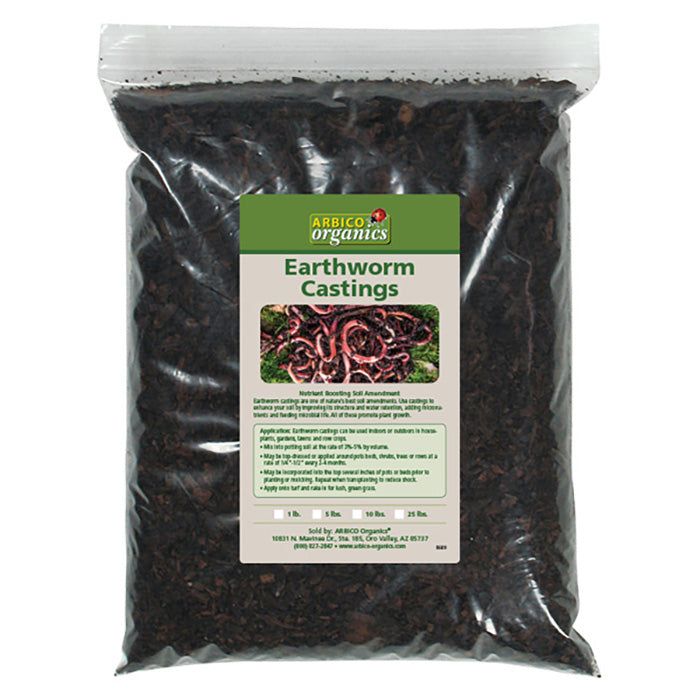 ARBICO
organics
Earthworm
Castings
Nutrient Boosting Soil Amendment
Earthworm castings are one of nature's best soil amendments. Use castings to
enhance your soil by improving its structure and water retention, adding micronu-
trients and feeding microbial life. All of these promote plant growth.
Application: Earthworm castings can be used indoors or outdoors in house-
plants, gardens, lawns and row crops.
• Mix into potting soil at the rate of 3%-5% by volume.
• May be top-dressed or applied around pots beds, shrubs, trees or rows at a
rate of 1/4"-1/2" every 2-4 months.
• May be incorporated into the top several inches of pots or beds prior to
planting or mulching. Repeat when transplanting to reduce shock.
• Apply onto turf and rake in for lush, green grass.
1 lb. 5 lbs. 10 lbs. 25 lbs.
Sold by: ARBICO Organics®
10831 N. Mavinee Dr., Ste. 185, Oro Valley, AZ 85737
(800) 827-2847 • www.arbico-organics.com